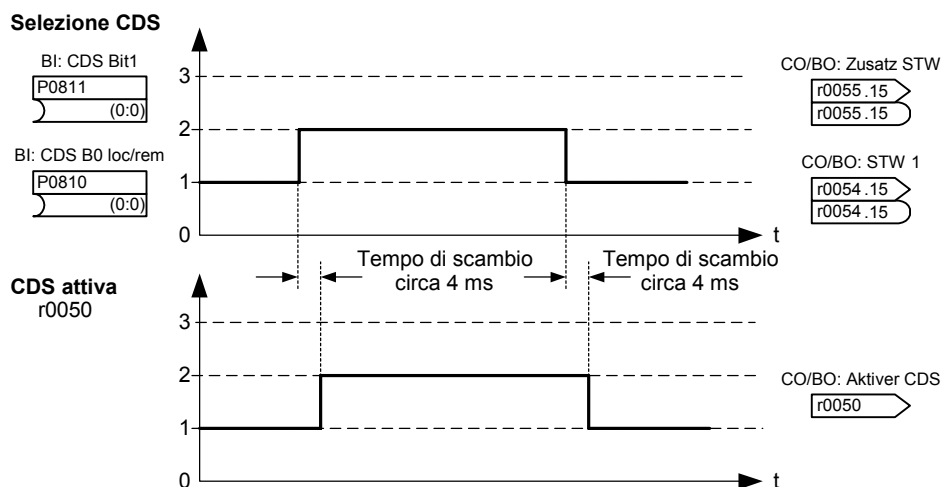 Selezione CDS
BI: CDS Bit1
P0811
(0:0)
BI: CDS B0 loc/rem
P0810
(0:0)
3
2
1
0
t
CO/BO: Zusatz STW
r0055.15
r0055.15
CO/BO: STW 1
r0054.15
r0054.15
Tempo di scambio
circa 4 ms
Tempo di scambio
circa 4 ms
CDS attiva
r0050
3
2
1
0
t
CO/BO: Aktiver CDS
r0050